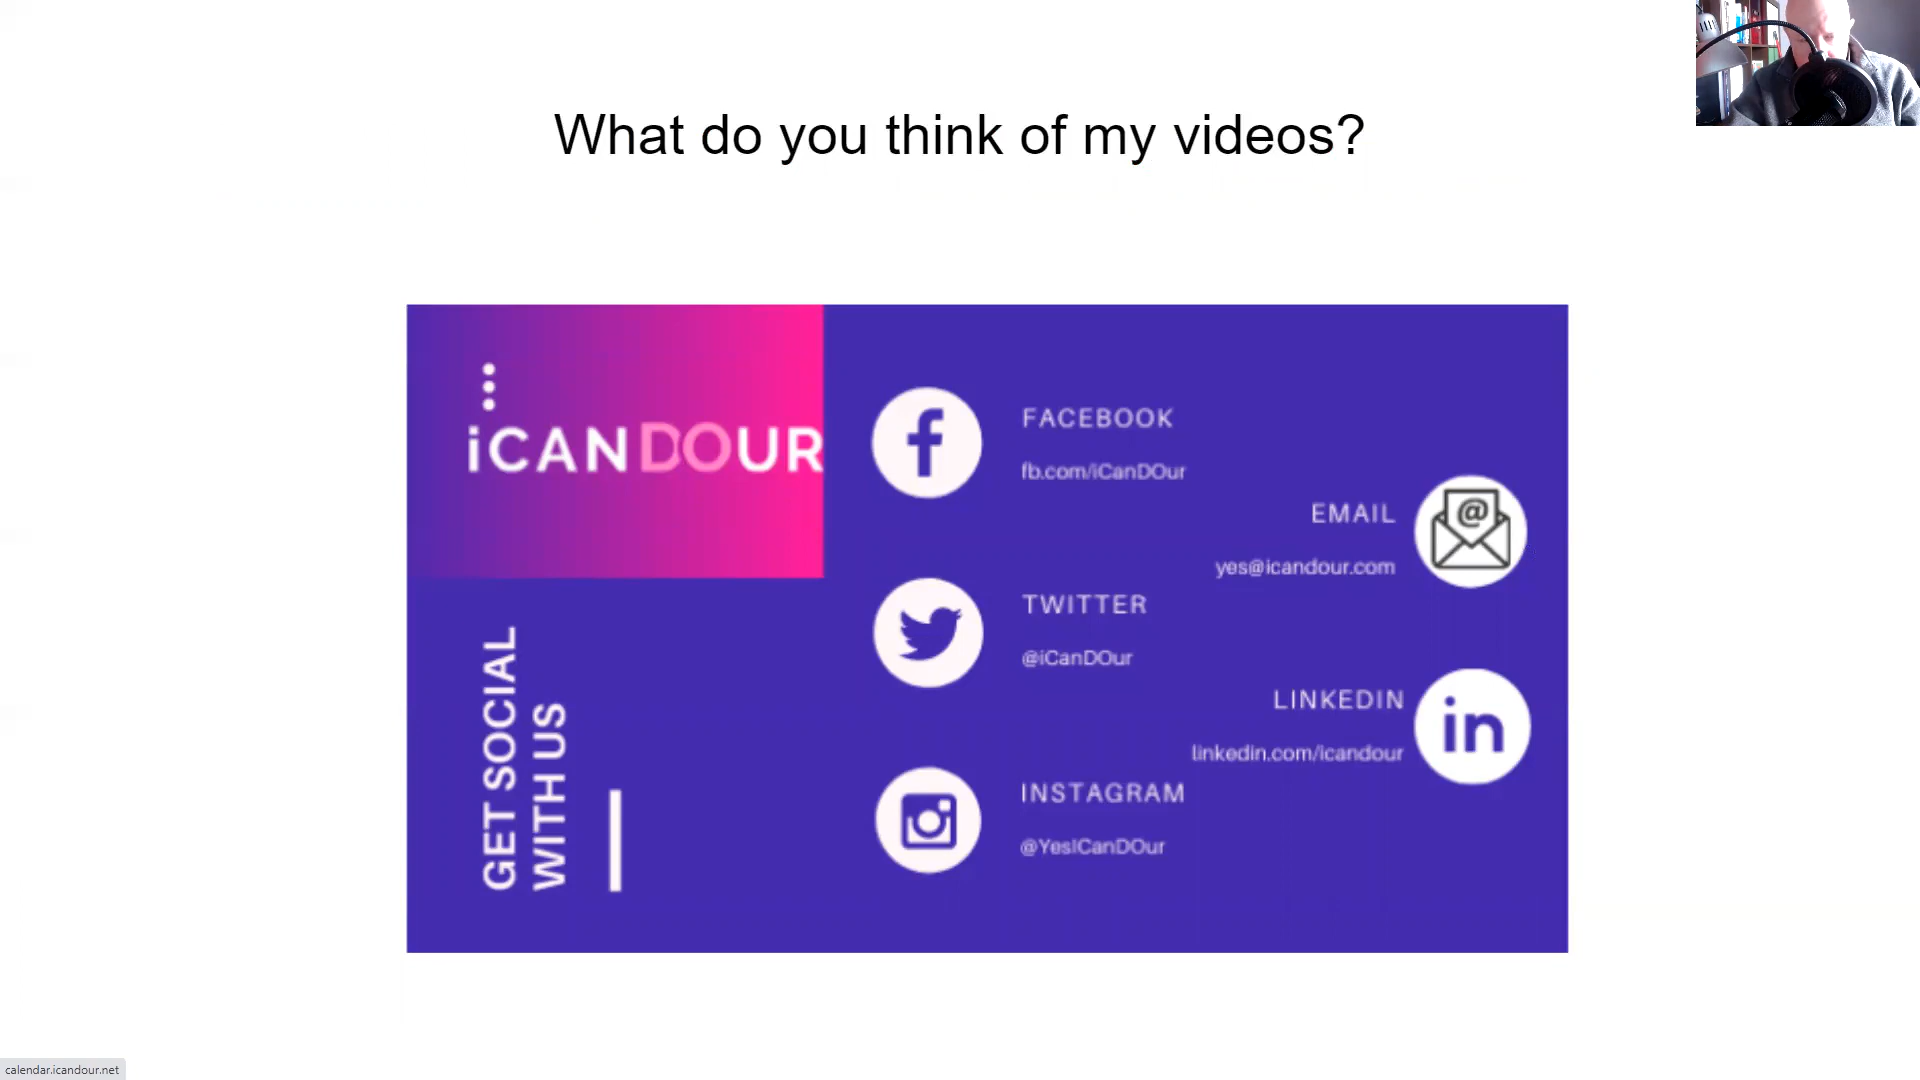 What do you think of my videos?
iCANDOUR
GET SOCIAL
WITH US
FACEBOOK
fb.com/iCanDOur
EMAIL
yes@icandour.com
TWITTER
@iCanDOur
LINKEDIN
linkedin.com/icandour
INSTAGRAM
@YesICanDOur
calendar.icandour.net